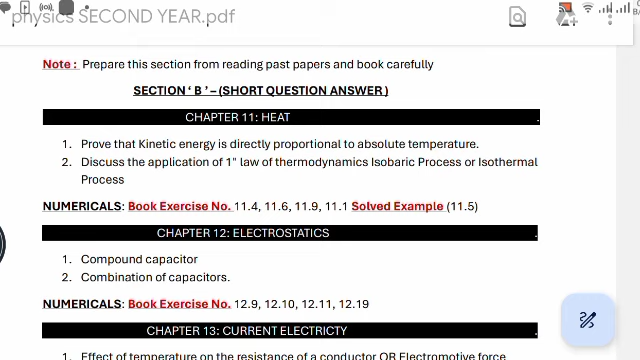 physics SECOND YEAR.pdf
Note : Prepare this section from reading past papers and book carefully
SECTION ‘ B ’ – (SHORT QUESTION ANSWER )
CHAPTER 11: HEAT .
1. Prove that Kinetic energy is directly proportional to absolute temperature.
2. Discuss the application of 1" law of thermodynamics Isobaric Process or Isothermal
Process
NUMERICALS: Book Exercise No. 11.4, 11.6, 11.9, 11.1 Solved Example (11.5)
CHAPTER 12: ELECTROSTATICS .
1. Compound capacitor
2. Combination of capacitors.
NUMERICALS: Book Exercise No. 12.9, 12.10, 12.11, 12.19
CHAPTER 13: CURRENT ELECTRICTY .
1. Effect of temperature on the resistance of a conductor OR Electromotive force